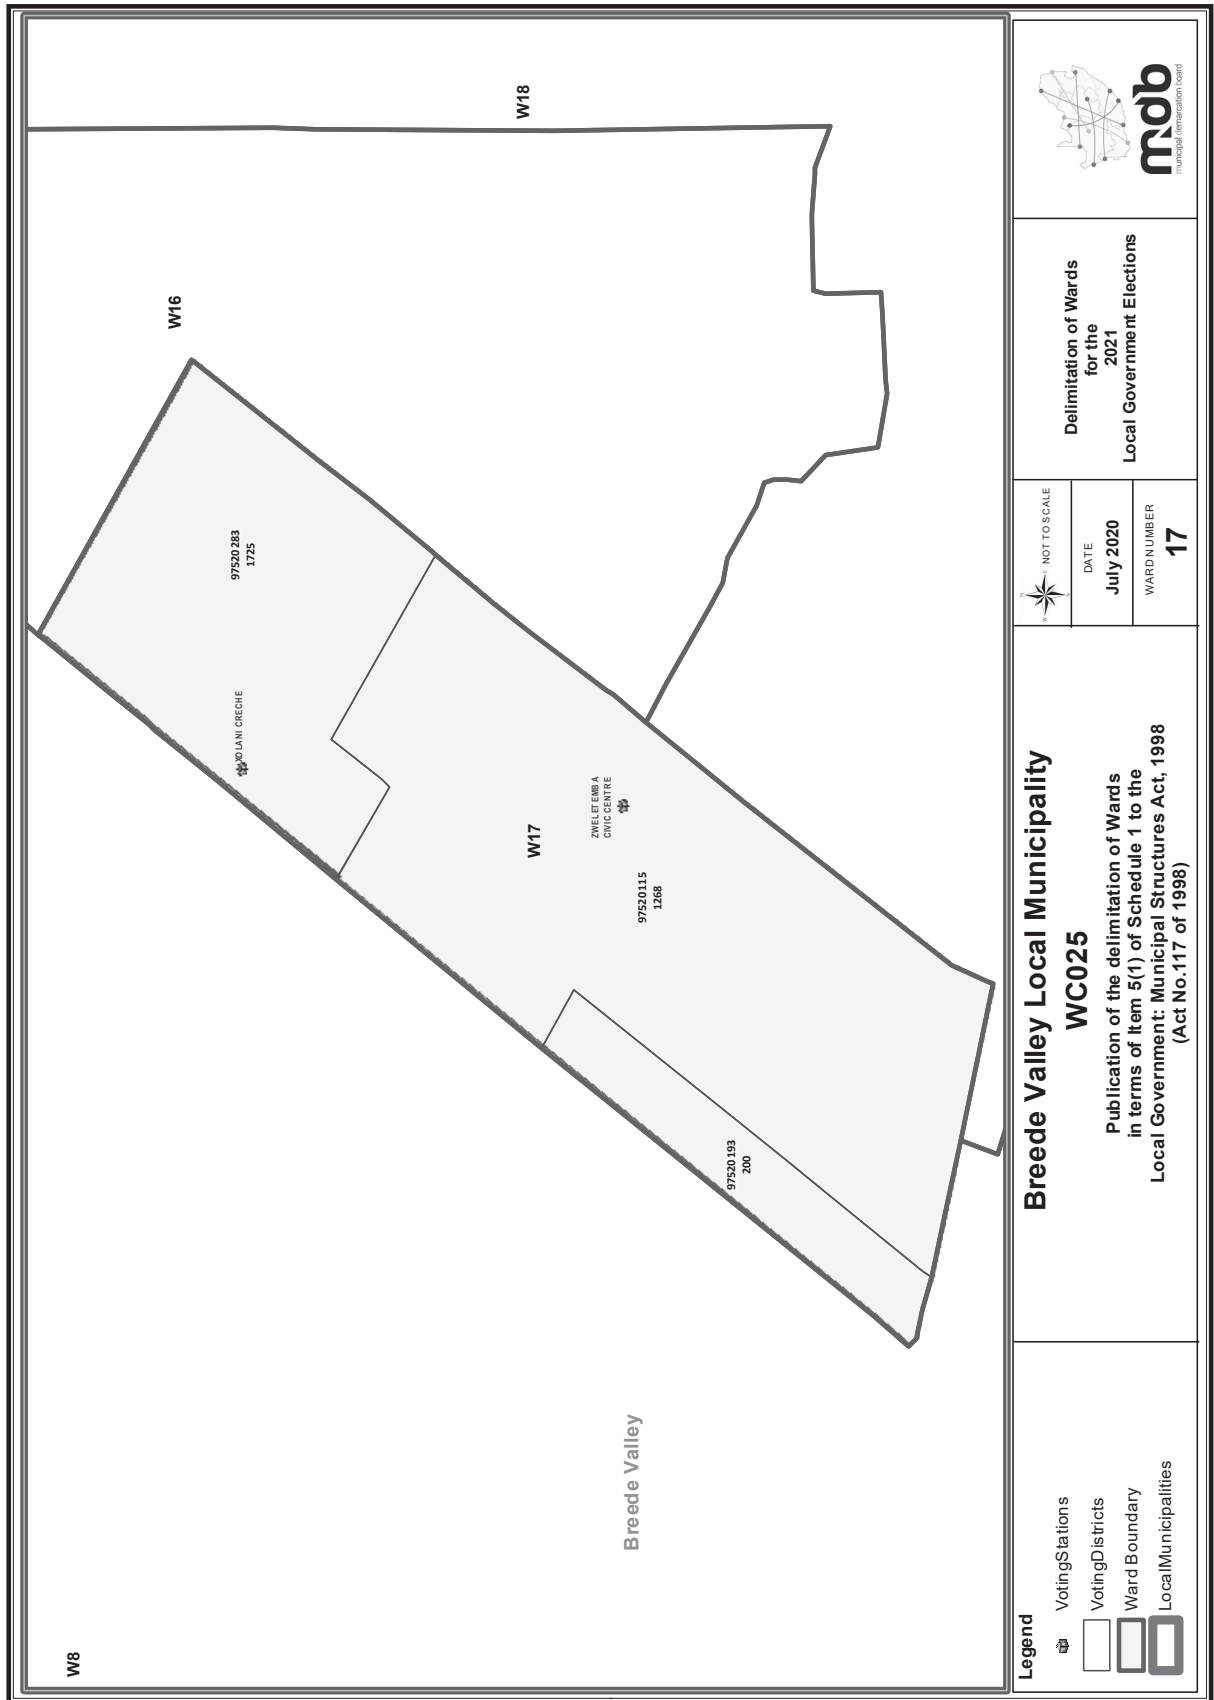 W8
W16
W18
97520283
1725
XOLANI CRECHE
W17
ZWELETEMBA
CIVIC CENTRE
97520115
1268
97520193
200
Breede Valley
Legend
VotingStations
VotingDistricts
Ward Boundary
LocalMunicipalities
Breede Valley Local Municipality
WC025
Publication of the delimitation of Wards
in terms of Item 5(1) of Schedule 1 to the
Local Government: Municipal Structures Act, 1998
(Act No.117 of 1998)
N
W
E
S
NOT TO SCALE
DATE
July 2020
WARDNUMBER
17
Delimitation of Wards
for the
2021
Local Government Elections
mdb
municipal demarcation board